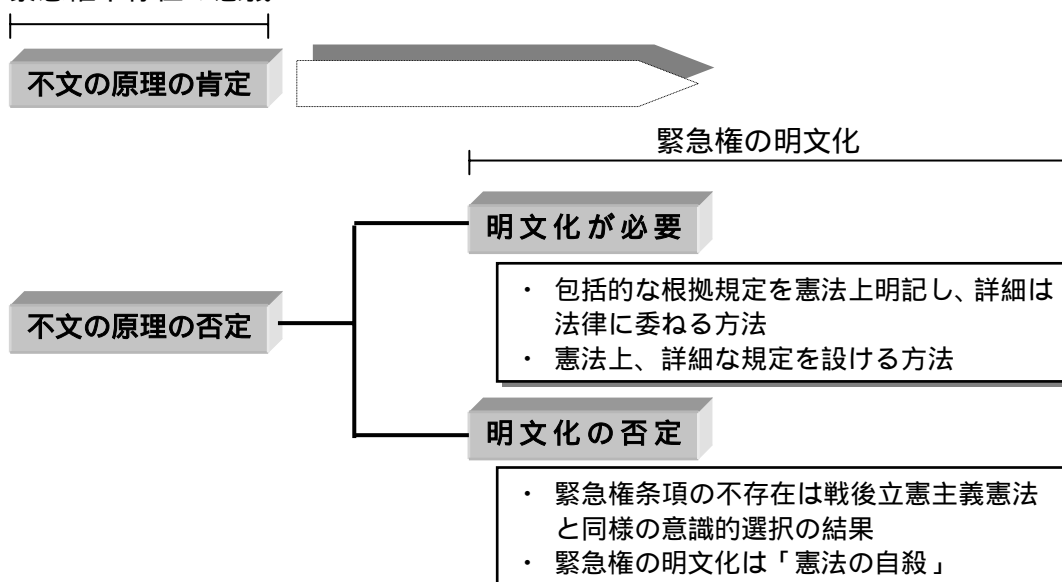 不文の原理の肯定
緊急権の明文化
明文化が必要
・ 包括的な根拠規定を憲法上明記し、詳細は
法律に委ねる方法
・ 憲法上、詳細な規定を設ける方法
不文の原理の否定
明文化の否定
・ 緊急権条項の不存在は戦後立憲主義憲法
と同様の意識的選択の結果
・ 緊急権の明文化は「憲法の自殺」